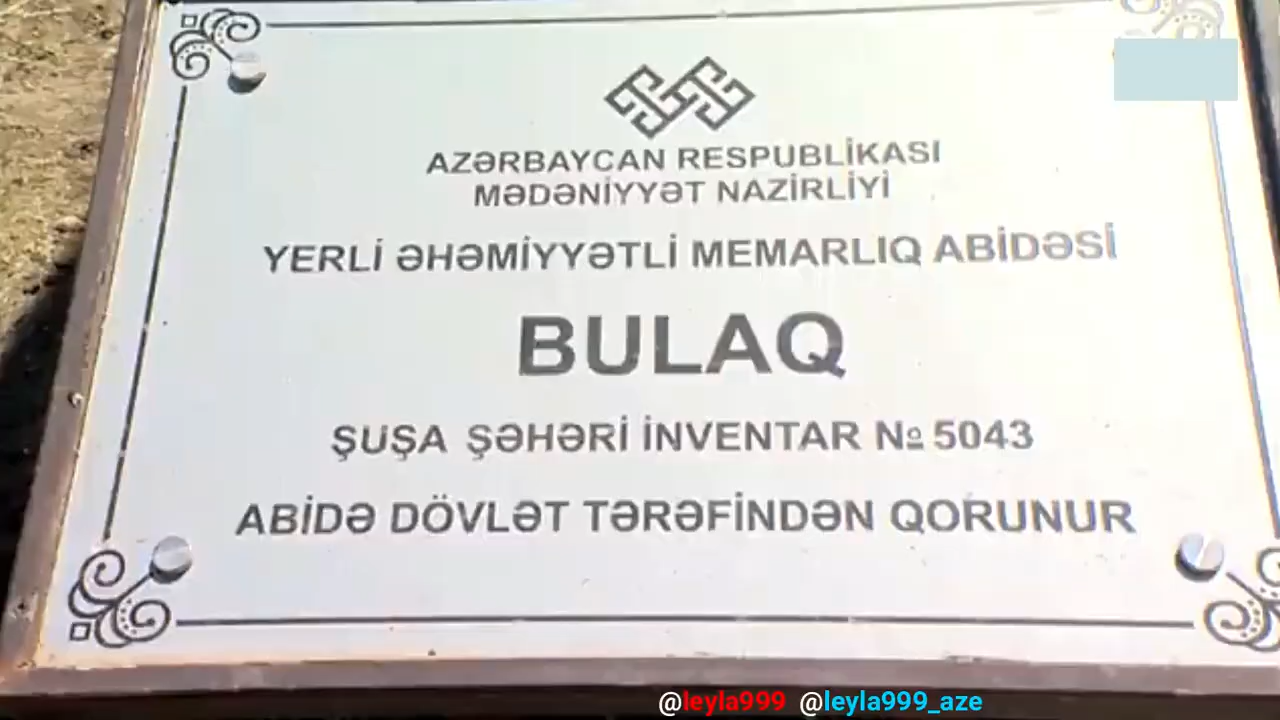 AZƏRBAYCAN RESPUBLİKASI
MƏDƏNİYYƏT NAZİRLİYİ
YERLİ ƏHƏMİYYƏTLİ MEMARLIQ ABİDƏSİ
BULAQ
ŞUŞA ŞƏHƏRİ İNVENTAR № 5043
ABİDƏ DÖVLƏT TƏRƏFİNDƏN QORUNUR
@leyla999 @leyla999_aze